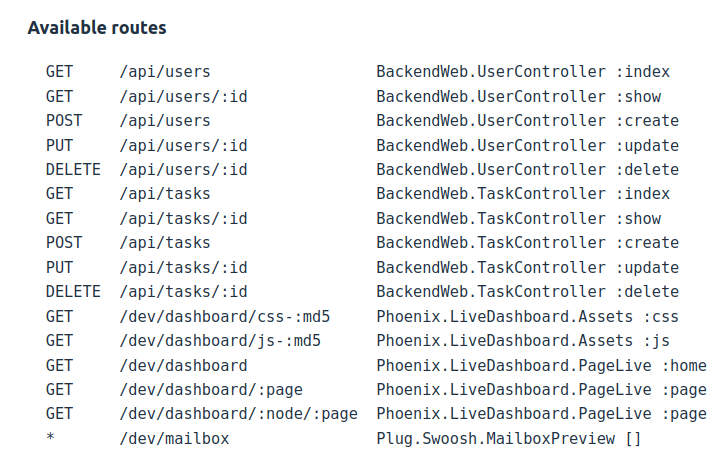 Available routes
GET /api/users BackendWeb.UserController :index
GET /api/users/:id BackendWeb.UserController :show
POST /api/users BackendWeb.UserController :create
PUT /api/users/:id BackendWeb.UserController :update
DELETE /api/users/:id BackendWeb.UserController :delete
GET /api/tasks BackendWeb.TaskController :index
GET /api/tasks/:id BackendWeb.TaskController :show
POST /api/tasks BackendWeb.TaskController :create
PUT /api/tasks/:id BackendWeb.TaskController :update
DELETE /api/tasks/:id BackendWeb.TaskController :delete
GET /dev/dashboard/css-:md5 Phoenix.LiveDashboard.Assets :css
GET /dev/dashboard/js-:md5 Phoenix.LiveDashboard.Assets :js
GET /dev/dashboard Phoenix.LiveDashboard.PageLive :home
GET /dev/dashboard/:page Phoenix.LiveDashboard.PageLive :page
GET /dev/dashboard/:node/:page Phoenix.LiveDashboard.PageLive :page
* /dev/mailbox Plug.Swoosh.MailboxPreview []